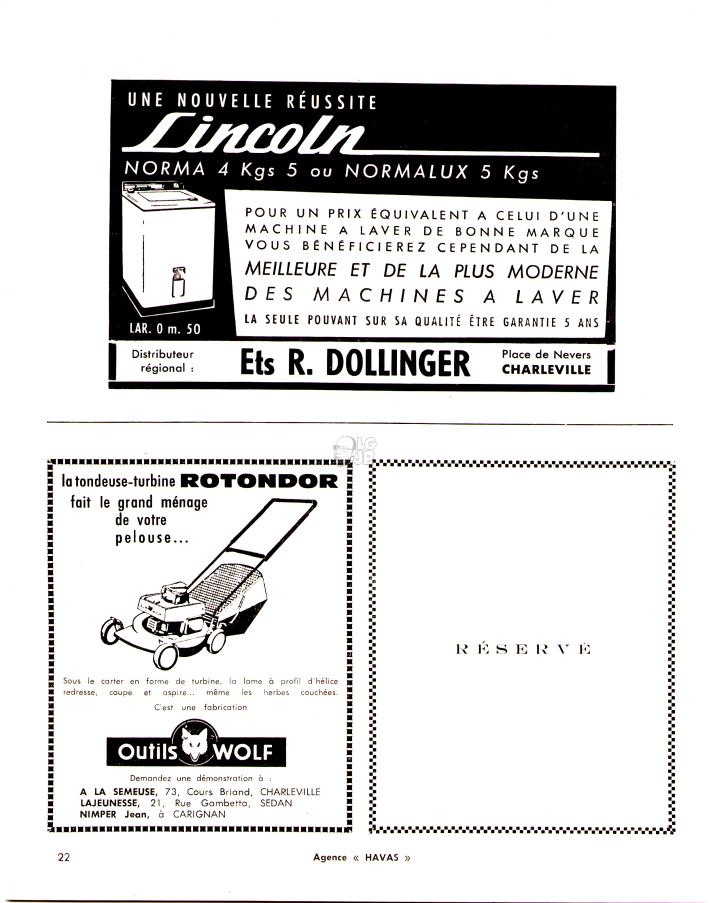 UNE NOUVELLE RÉUSSITE
Lincoln
NORMA 4 Kgs 5 ou NORMALUX 5 Kgs
POUR UN PRIX ÉQUIVALENT A CELUI D'UNE
MACHINE A LAVER DE BONNE MARQUE
VOUS BÉNÉFICIEREZ CEPENDANT DE LA
MEILLEURE ET DE LA PLUS MODERNE
DES MACHINES A LAVER
LA SEULE POUVANT SUR SA QUALITÉ ÊTRE GARANTIE 5 ANS
LAR. 0 m. 50
Distributeur
régional :
Ets R. DOLLINGER
Place de Nevers
CHARLEVILLE
la tondeuse-turbine ROTONDOR
fait le grand ménage
de votre
pelouse...
Sous le carter en forme de turbine, la lame à profil d'hélice
redresse, coupe et aspire... même les herbes couchées.
C'est une fabrication
Outils WOLF
Demandez une démonstration à :
A LA SEMEUSE, 73, Cours Briand, CHARLEVILLE
LAJEUNESSE, 21, Rue Gambetta, SEDAN
NIMPER Jean, à CARIGNAN
RÉSERVÉ
22
Agence « HAVAS »